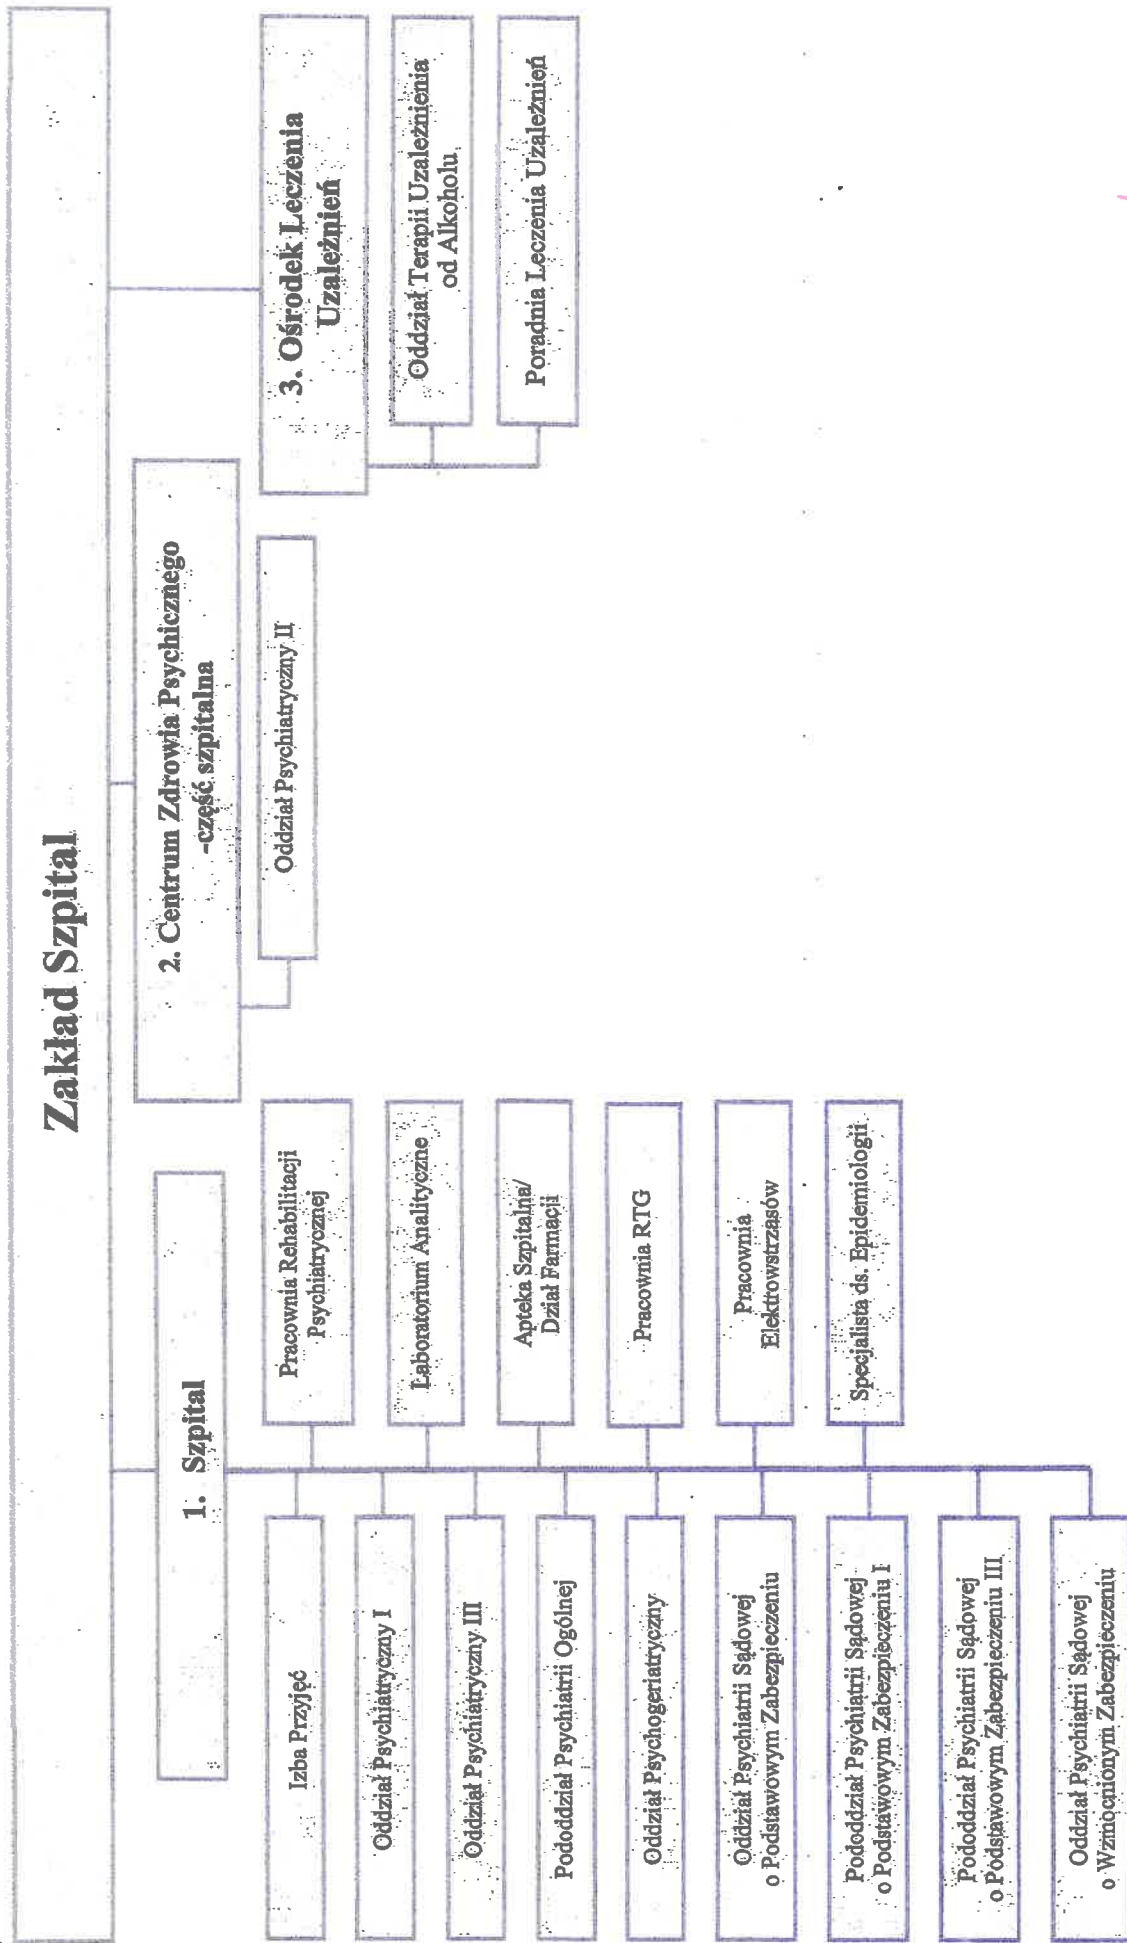 Zakład Szpital
1. Szpital
Izba Przyjęć
Oddział Psychiatryczny I
Oddział Psychiatryczny III
Pododdział Psychiatrii Ogólnej
Oddział Psychogeriatryczny
Oddział Psychiatrii Sądowej
o Podstawowym Zabezpieczeniu
Pododdział Psychiatrii Sądowej
o Podstawowym Zabezpieczeniu I
Pododdział Psychiatrii Sądowej
o Podstawowym Zabezpieczeniu III
Oddział Psychiatrii Sądowej
o Wzmocnionym Zabezpieczeniu
Pracownia Rehabilitacji
Psychiatrycznej
Laboratorium Analityczne
Apteka Szpitalna/
Dział Farmacji
Pracownia RTG
Pracownia
Elektrowstrząsów
Specjalista ds. Epidemiologii
2. Centrum Zdrowia Psychicznego
-część szpitalna
Oddział Psychiatryczny II
3. Ośrodek Leczenia
Uzależnień
Oddział Terapii Uzależnienia
od Alkoholu
Poradnia Leczenia Uzależnień